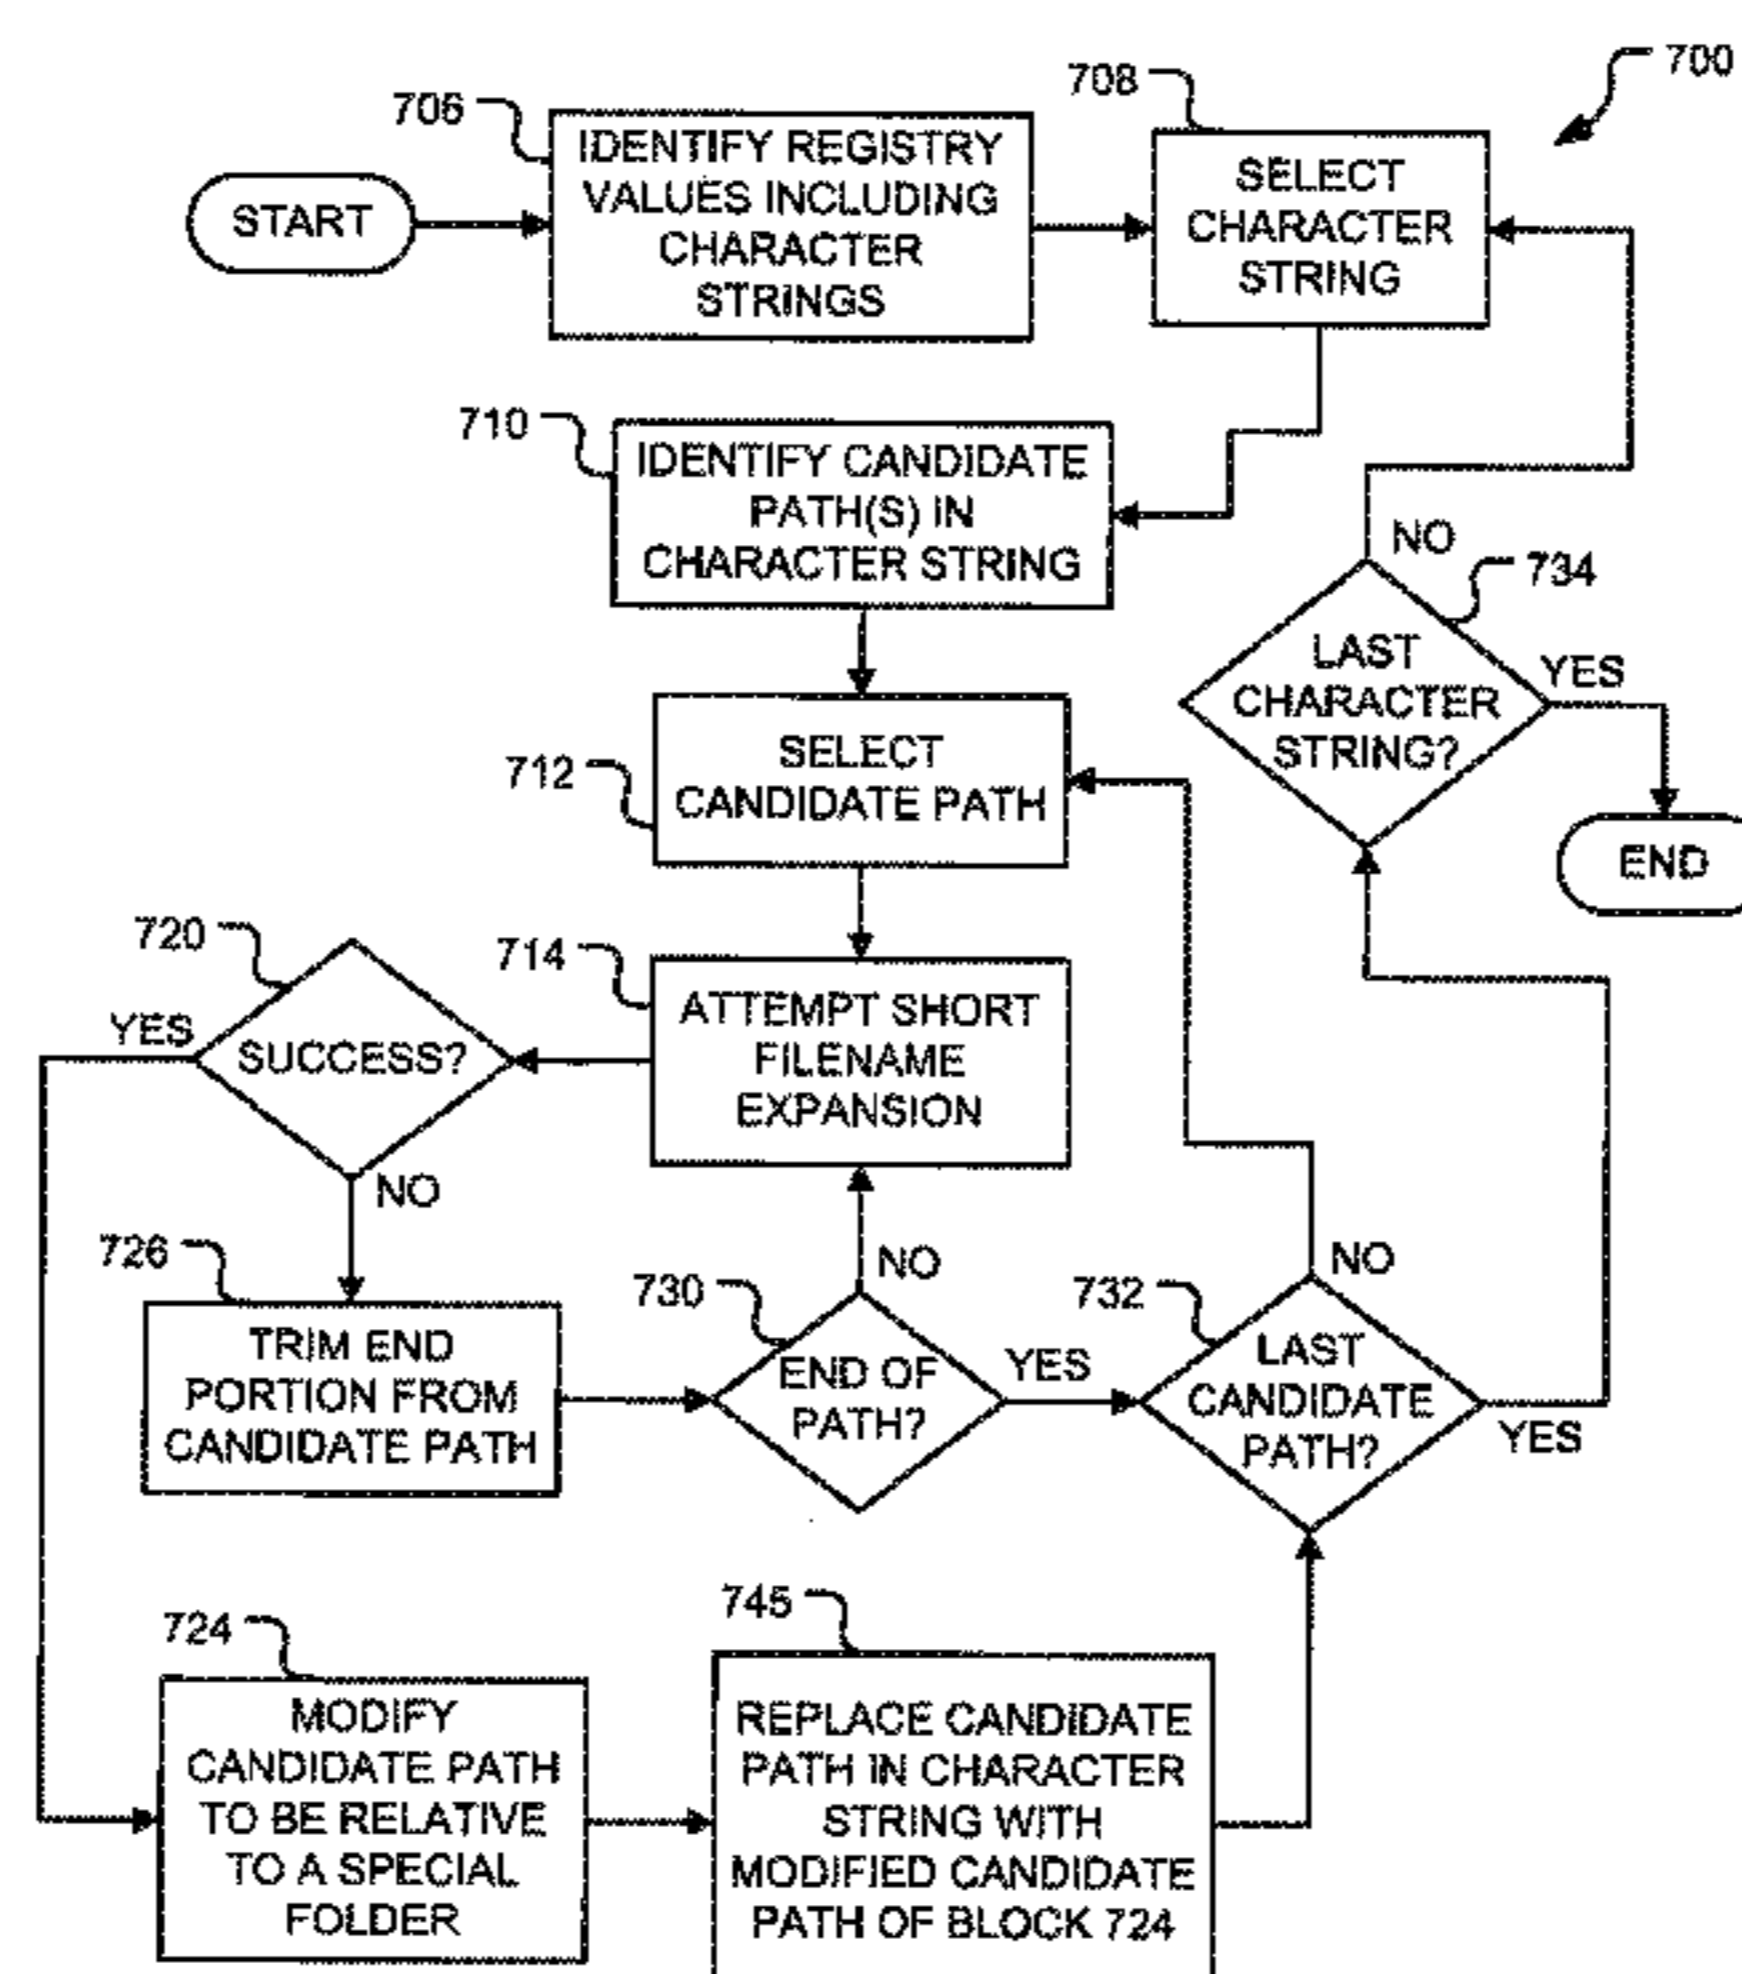 700
708
706
IDENTIFY REGISTRY
VALUES INCLUDING
CHARACTER
STRINGS
SELECT
CHARACTER
STRING
START
710
IDENTIFY CANDIDATE
PATH(S) IN
CHARACTER STRING
NO
734
LAST
CHARACTER
STRING?
YES
END
712
SELECT
CANDIDATE PATH
720
YES
SUCCESS?
NO
714
ATTEMPT SHORT
FILENAME
EXPANSION
726
TRIM END
PORTION FROM
CANDIDATE PATH
730
NO
END OF
PATH?
YES
732
NO
LAST
CANDIDATE
PATH?
YES
724
MODIFY
CANDIDATE PATH
TO BE RELATIVE
TO A SPECIAL
FOLDER
745
REPLACE CANDIDATE
PATH IN CHARACTER
STRING WITH
MODIFIED CANDIDATE
PATH OF BLOCK 724